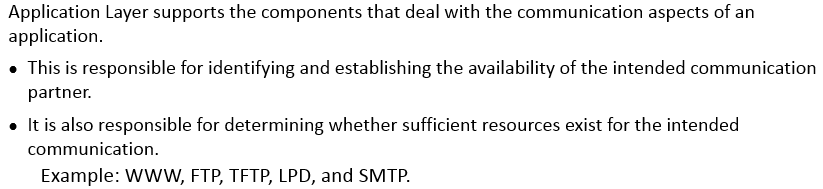 Application Layer supports the components that deal with the communication aspects of an
application.
• This is responsible for identifying and establishing the availability of the intended communication
partner.
• It is also responsible for determining whether sufficient resources exist for the intended
communication.
Example: WWW, FTP, TFTP, LPD, and SMTP.